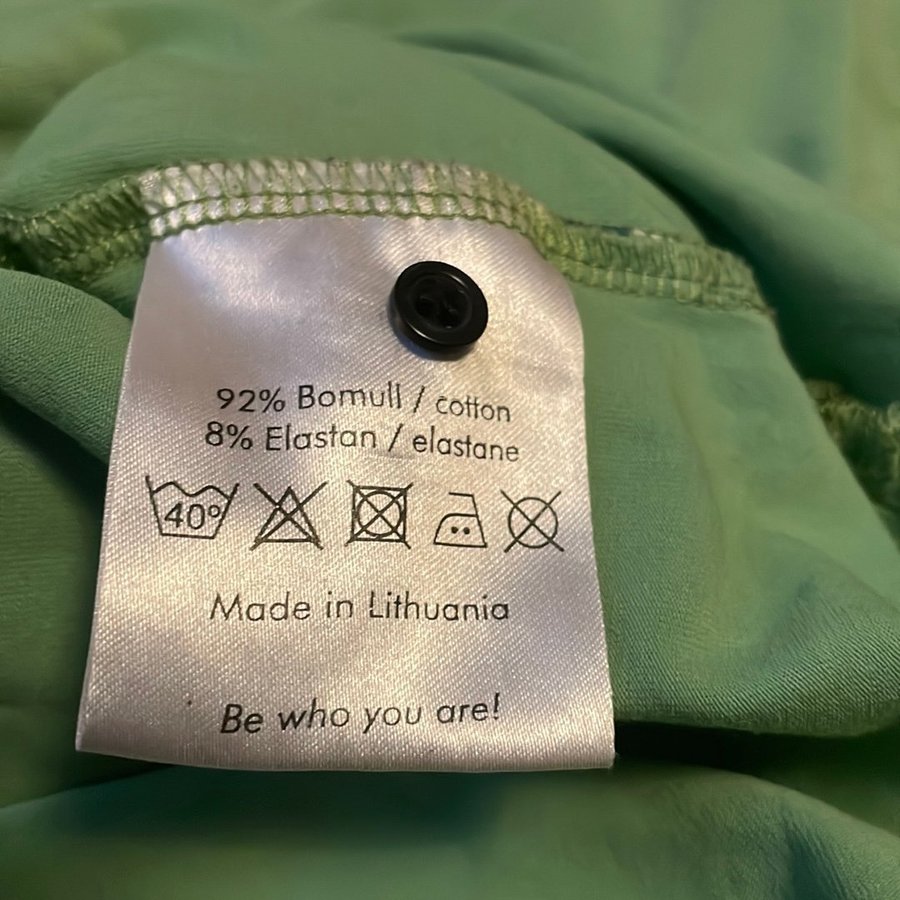 92% Bomull / cotton
8% Elastan / elastane
40°
Made in Lithuania
Be who you are!